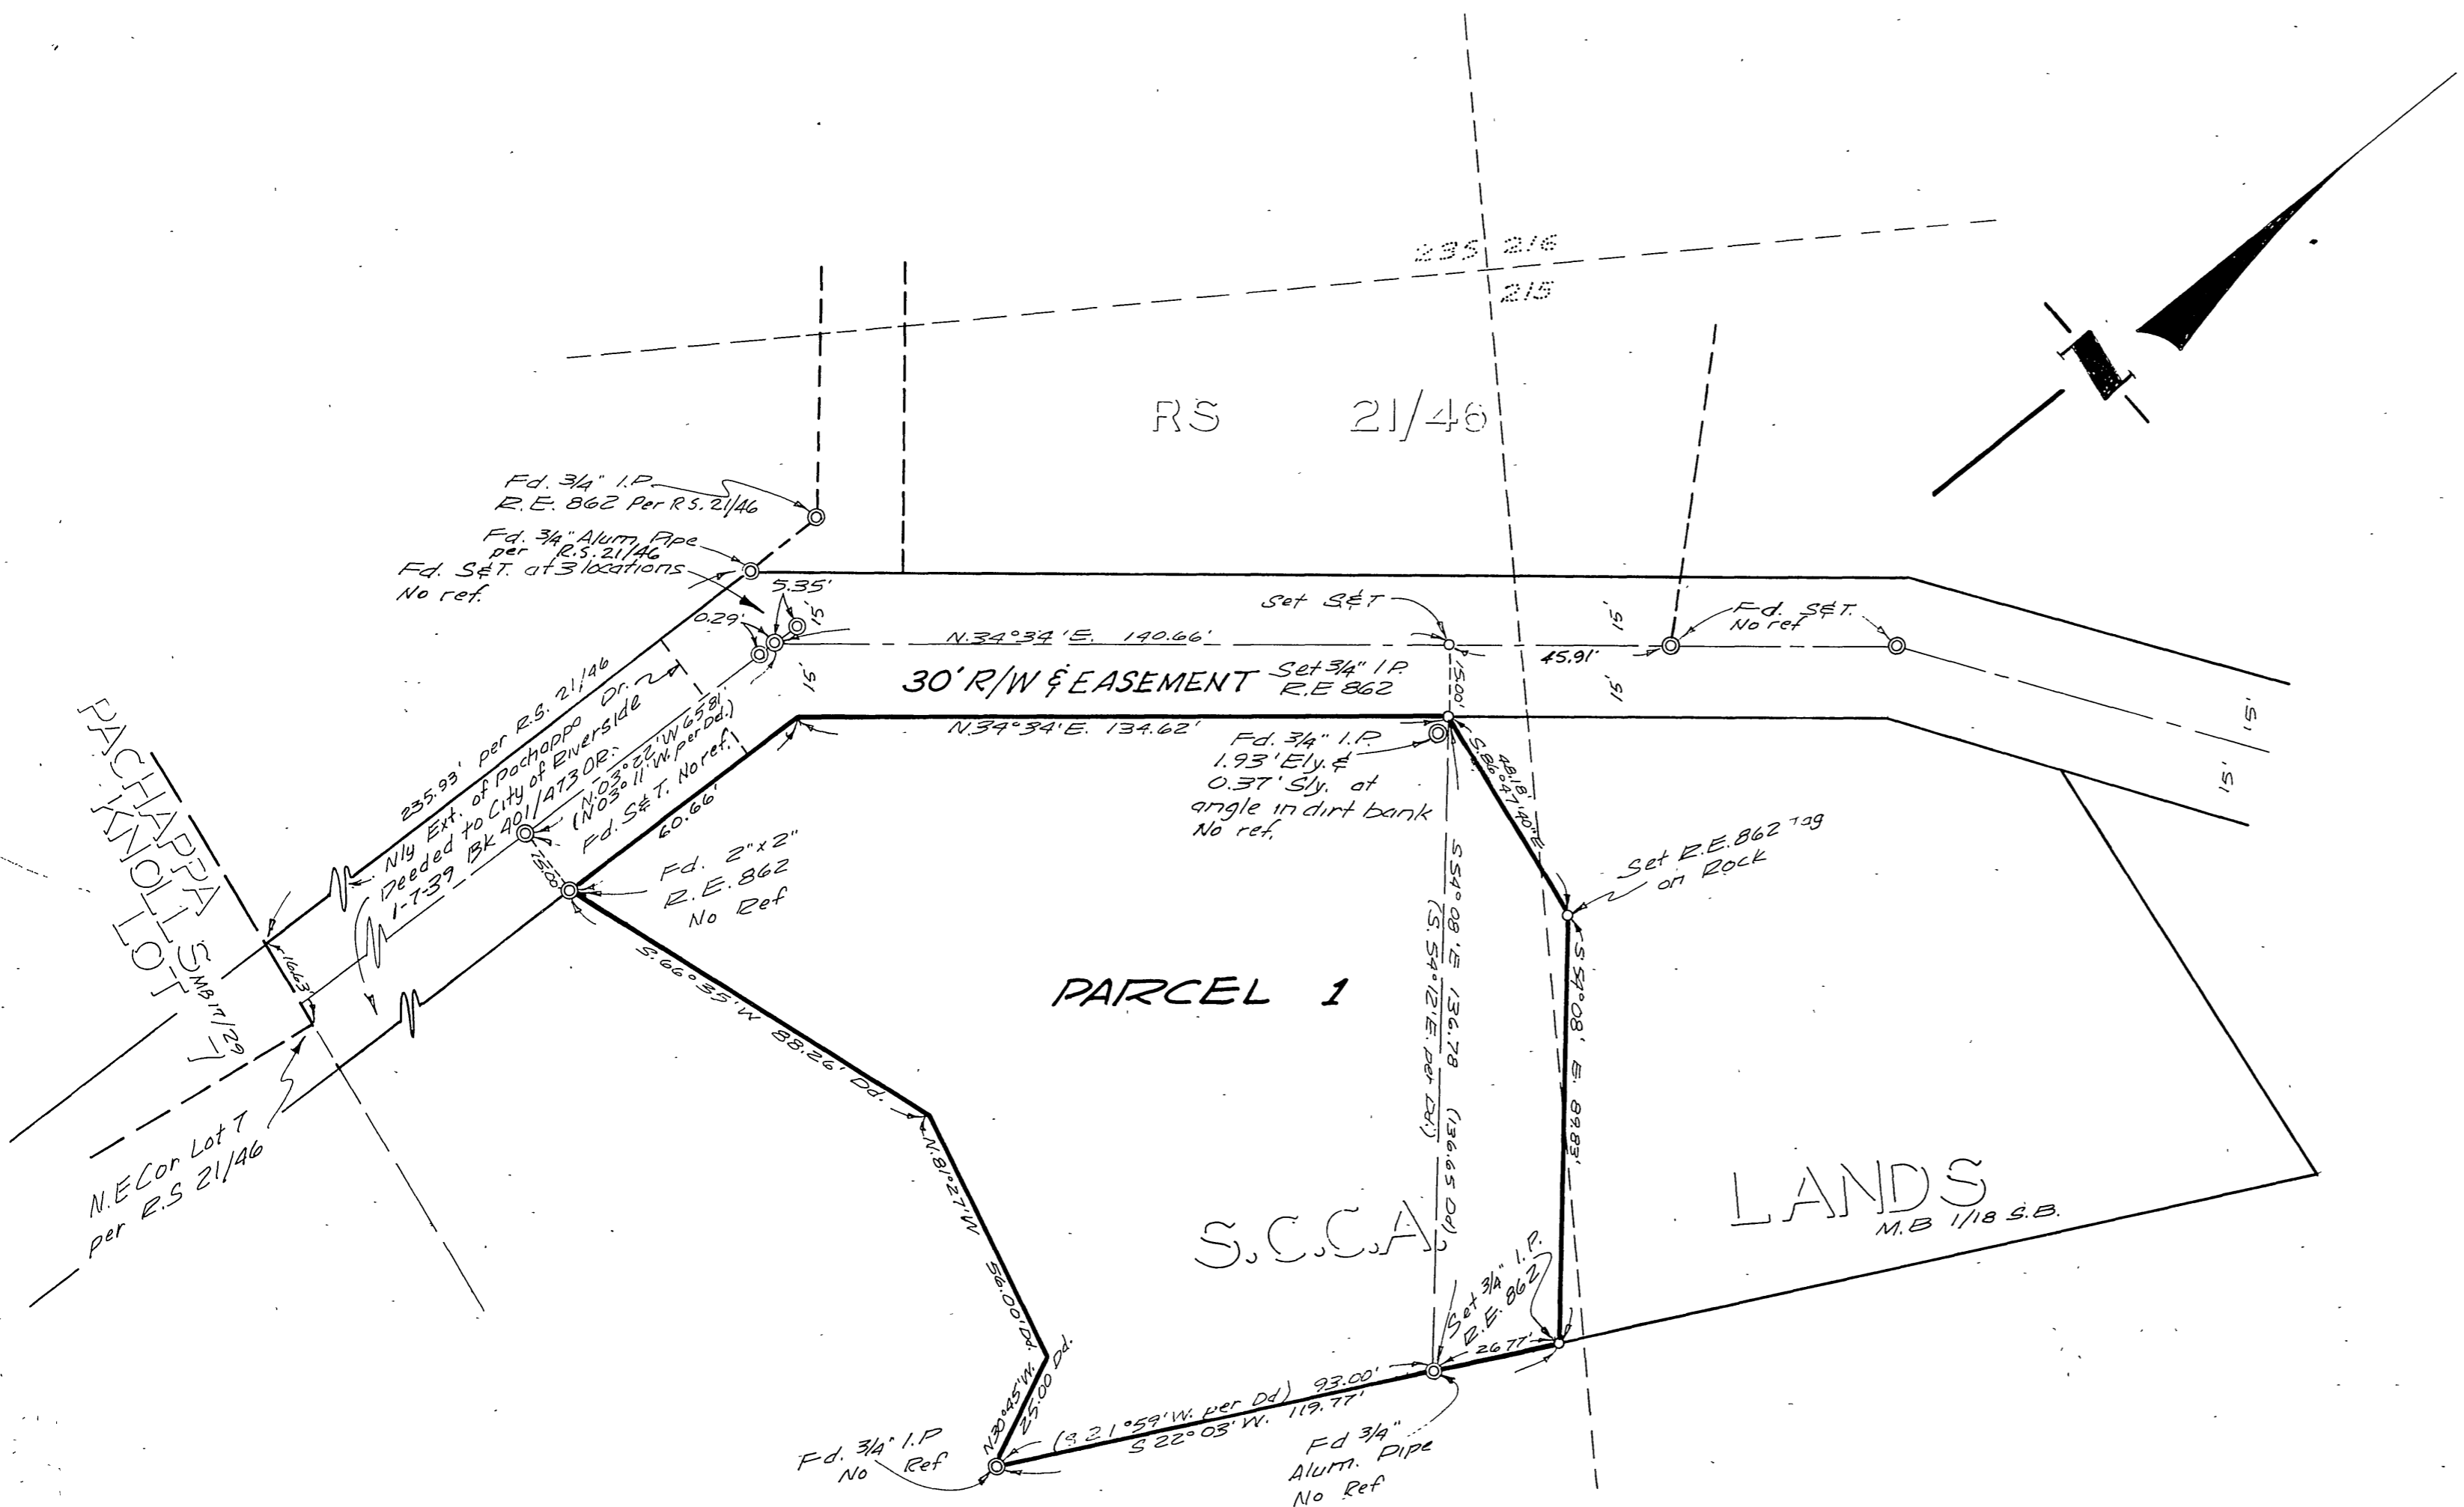 235 216
215
RS 21/46
Fd. 3/4" I.P.
R.E. 862 Per R.S. 21/46
Fd. 3/4" Alum. Pipe
per R.S. 21/46
Fd. S&T. at 3 locations
No ref.
5.35'
0.29'
15'
15'
Set S&T
N.34°34'E. 140.66'
15'
15'
45.91'
Fd. S&T.
No ref
30' R/W & EASEMENT
Set 3/4" I.P.
R.E 862
15.00'
15'
15'
N34°34'E. 134.62'
Fd. 3/4" I.P.
1.93' Ely. &
0.37' Sly. at
angle in dirt bank
No ref.
48.18'
S.86°47'40"E
Set R.E. 862 Tag
on Rock
235.93' per R.S. 21/46
Nly Ext. of Pachappa Dr.
Deeded to City of Riverside
1-7-39 Bk 401/473 OR.
N.03°22'W 65.81'
(N03°11'W. per Dd.)
Fd. S&T. No ref.
60.66'
15.00'
Fd. 2"x2"
R.E. 862
No Ref
PACHAPPA
KNOLLS MB 17/29
LOT 7
16.63'
N.E Cor Lot 7
per R.S 21/46
S.66°35'W 88.26' Dd.
PARCEL 1
S54°08'E 136.78 (136.65 Dd)
(S. 54°12'E. per Dd.)
S54°08' E. 89.83'
N.81°27'W 56.00' Dd.
N30°45'W.
25.00 Dd.
S.C.C.A.
LANDS
M.B 1/18 S.B.
Set 3/4" I.P.
R.E. 862
26.77'
(S 21°59'W. per Dd) 93.00'
S 22°03'W. 119.77'
Fd. 3/4" I.P
No Ref
Fd 3/4"
Alum. Pipe
No Ref